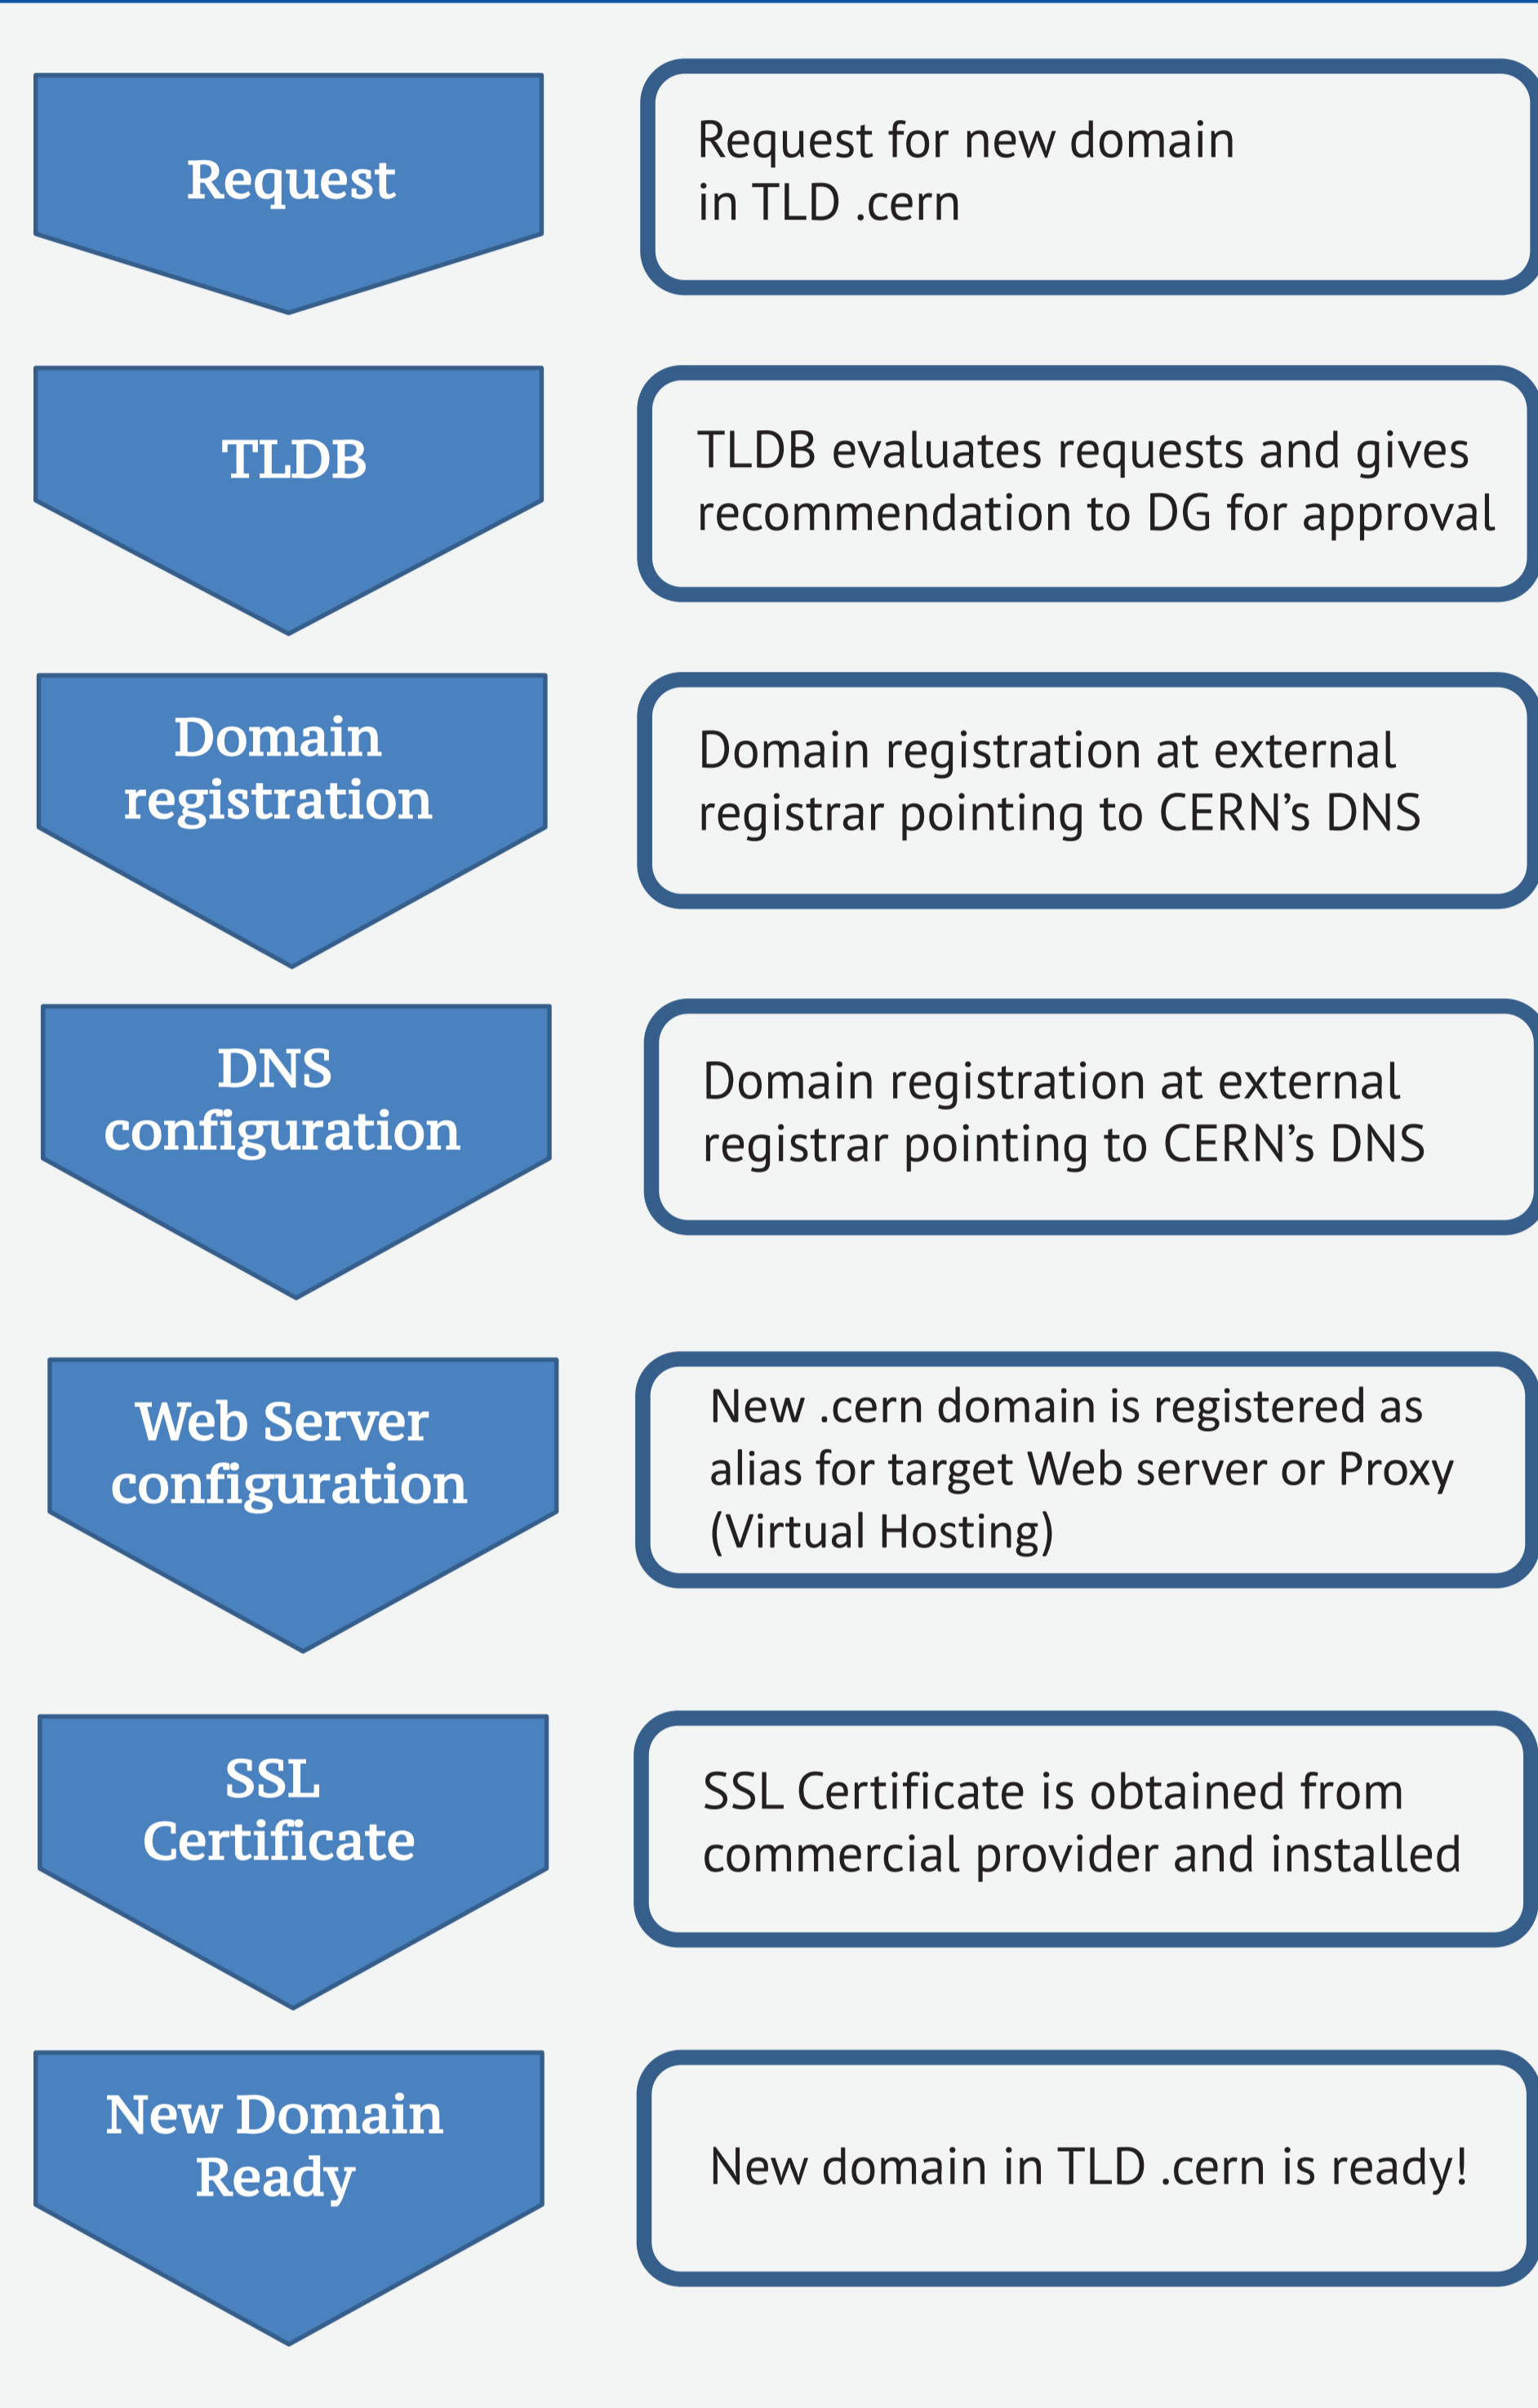 Request
Request for new domain
in TLD .cern
TLDB
TLDB evaluates requests and gives
recommendation to DG for approval
Domain
registration
Domain registration at external
registrar pointing to CERN’s DNS
DNS
configuration
Domain registration at external
registrar pointing to CERN’s DNS
Web Server
configuration
New .cern domain is registered as
alias for target Web server or Proxy
(Virtual Hosting)
SSL
Certificate
SSL Certificate is obtained from
commercial provider and installed
New Domain
Ready
New domain in TLD .cern is ready!